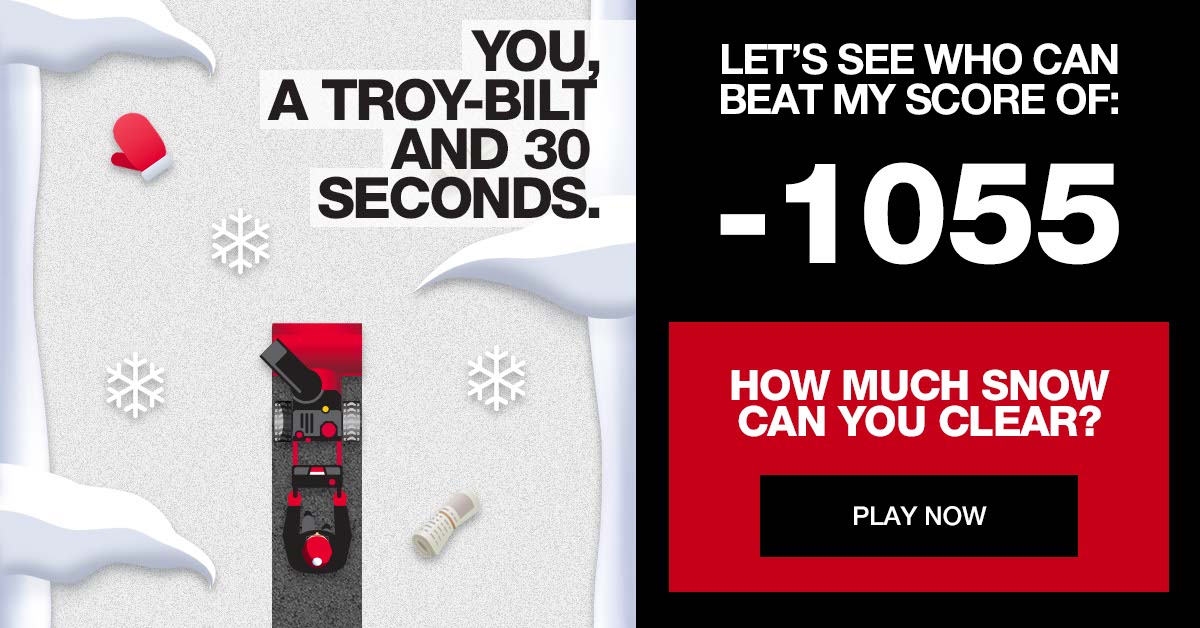 YOU,
A TROY-BILT
AND 30
SECONDS.
LET’S SEE WHO CAN
BEAT MY SCORE OF:
-1055
HOW MUCH SNOW
CAN YOU CLEAR?
PLAY NOW